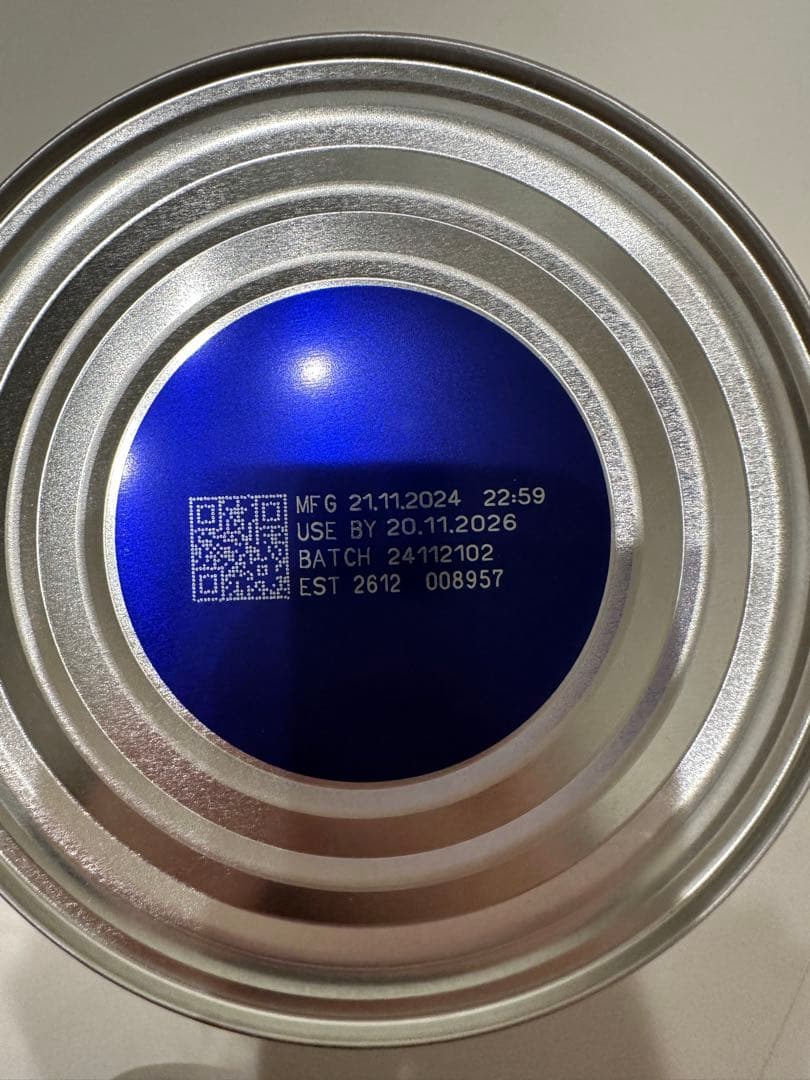 MFG 21.11.2024 22:59
USE BY 20.11.2026
BATCH 24112102
EST 2612 008957